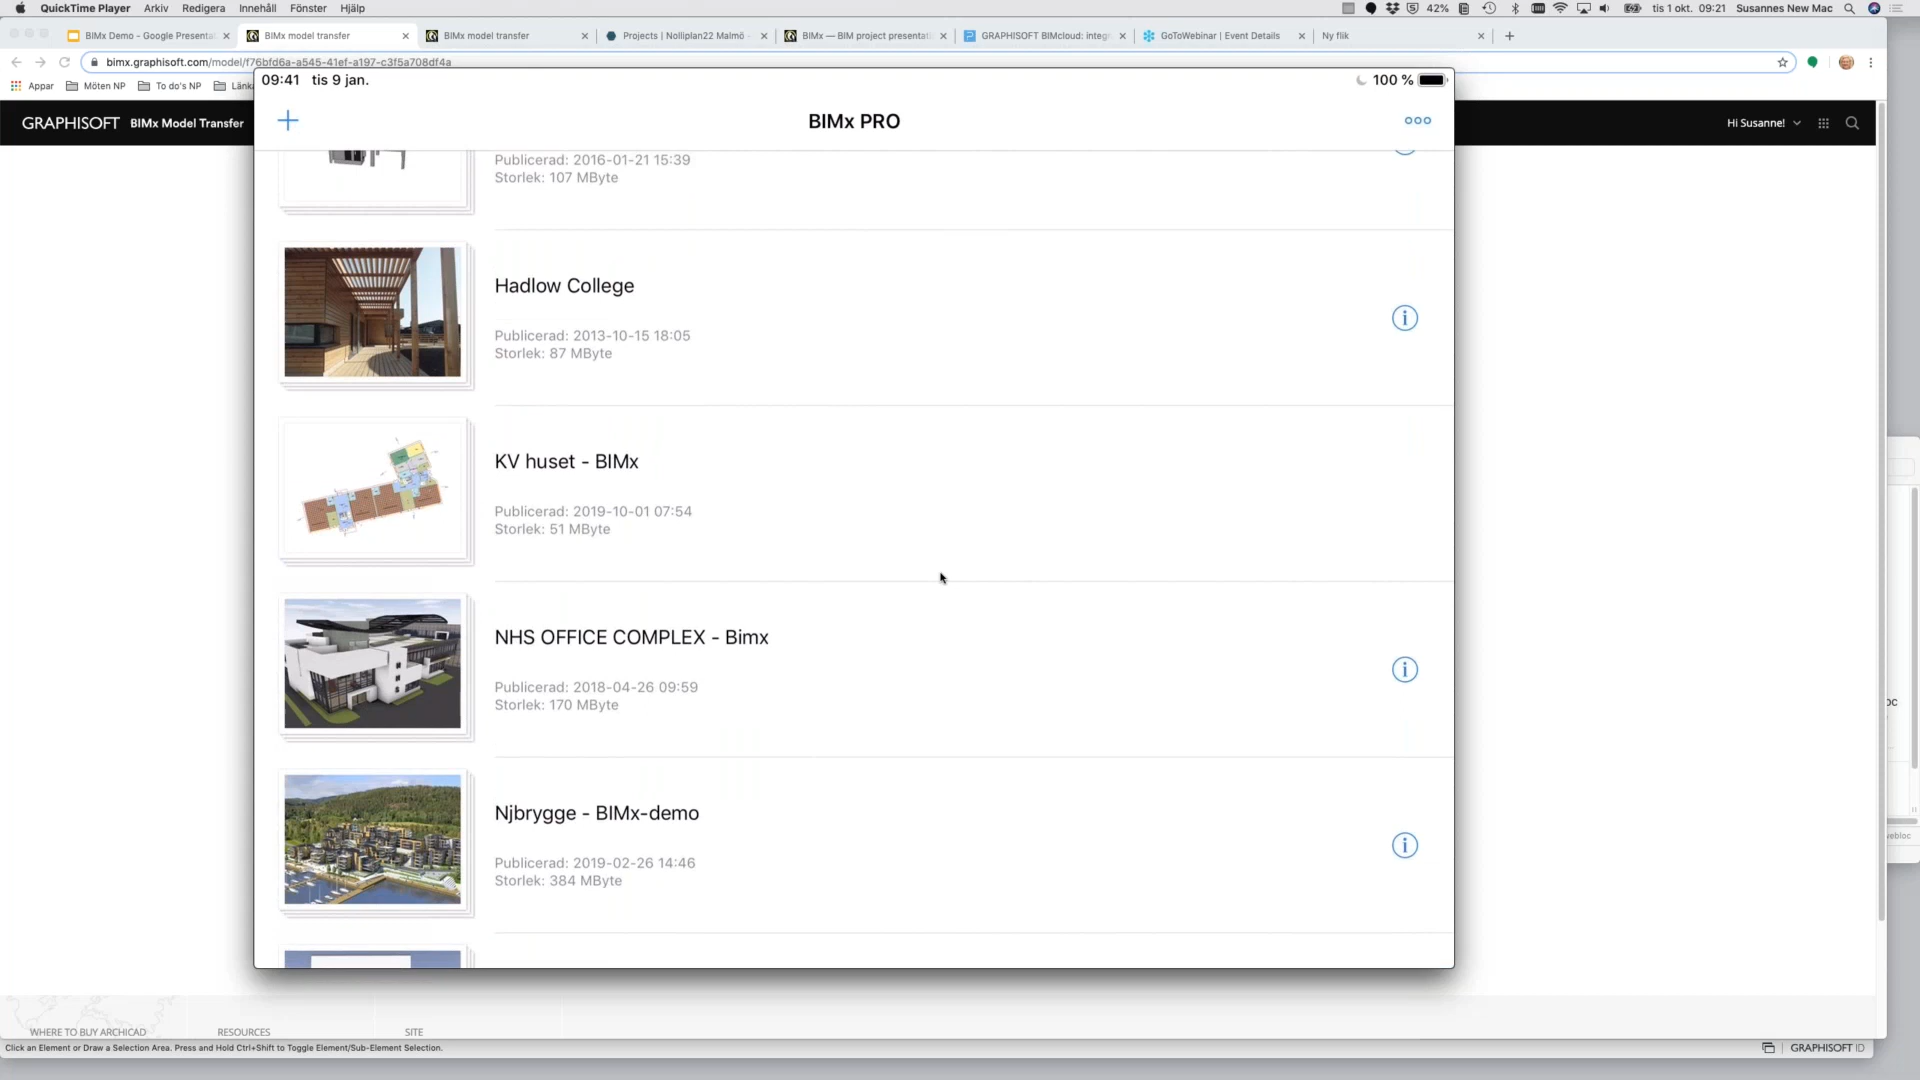 QuickTime Player Arkiv Redigera Innehåll Fönster Hjälp 42% tis 1 okt. 09:21 Susannes New Mac
BIMx Demo - Google Presenta BIMx model transfer BIMx model transfer Projects | Nolliplan22 Malmö - BIMx — BIM project presentat GRAPHISOFT BIMcloud: integ GoToWebinar | Event Details Ny flik
bimx.graphisoft.com/model/f76bfd6a-a545-41ef-a197-c3f5a708df4a
Appar Möten NP To do's NP Länka
09:41 tis 9 jan. 100 %
GRAPHISOFT BIMx Model Transfer Hi Susanne!
BIMx PRO
Publicerad: 2016-01-21 15:39
Storlek: 107 MByte
Hadlow College
Publicerad: 2013-10-15 18:05
Storlek: 87 MByte
KV huset - BIMx
Publicerad: 2019-10-01 07:54
Storlek: 51 MByte
NHS OFFICE COMPLEX - Bimx
Publicerad: 2018-04-26 09:59
Storlek: 170 MByte
Njbrygge - BIMx-demo
Publicerad: 2019-02-26 14:46
Storlek: 384 MByte
WHERE TO BUY ARCHICAD RESOURCES SITE
Click an Element or Draw a Selection Area. Press and Hold Ctrl+Shift to Toggle Element/Sub-Element Selection.
GRAPHISOFT ID